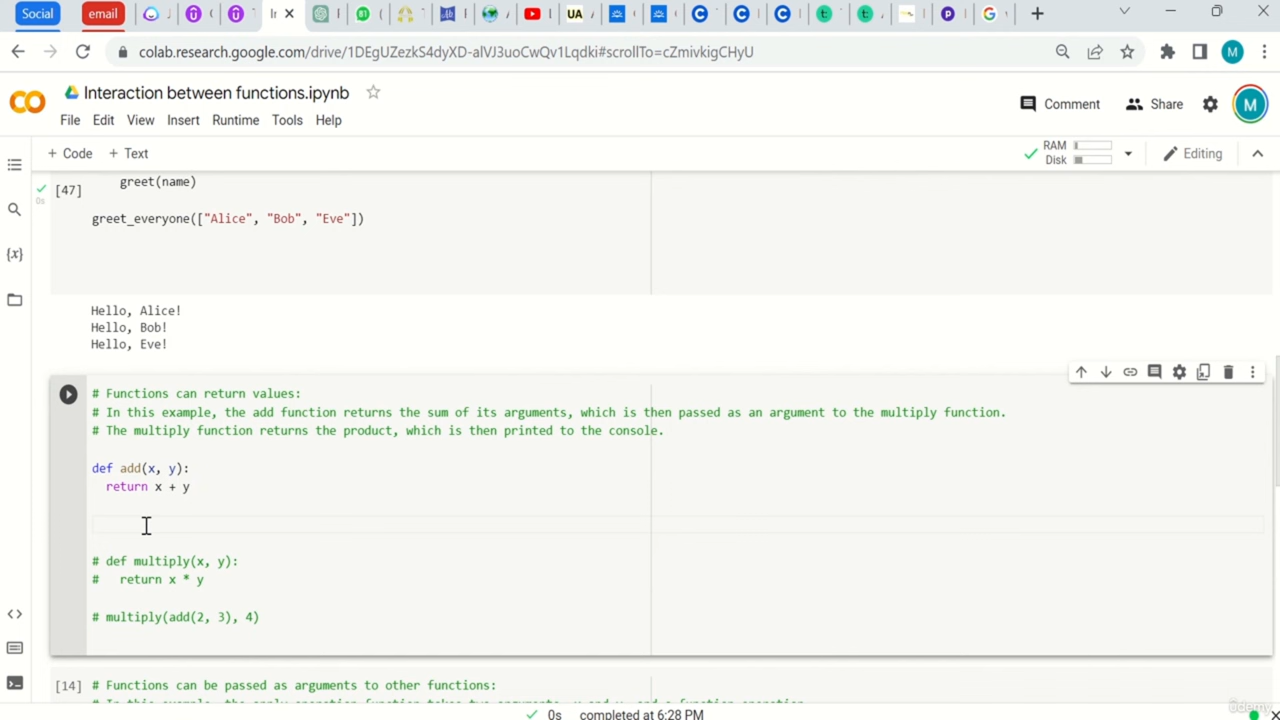 Social
email
colab.research.google.com/drive/1DEgUZezkS4dyXD-alVJ3uoCwQv1Lqdki#scrollTo=cZmivkigCHyU
M
CO
Interaction between functions.ipynb
Comment
Share
M
File Edit View Insert Runtime Tools Help
+ Code + Text
RAM
Disk
Editing
greet(name)
[47]
0s
greet_everyone(["Alice", "Bob", "Eve"])
Hello, Alice!
Hello, Bob!
Hello, Eve!
# Functions can return values:
# In this example, the add function returns the sum of its arguments, which is then passed as an argument to the multiply function.
# The multiply function returns the product, which is then printed to the console.
def add(x, y):
return x + y
# def multiply(x, y):
# return x * y
# multiply(add(2, 3), 4)
[14] # Functions can be passed as arguments to other functions:
0s completed at 6:28 PM
udemy